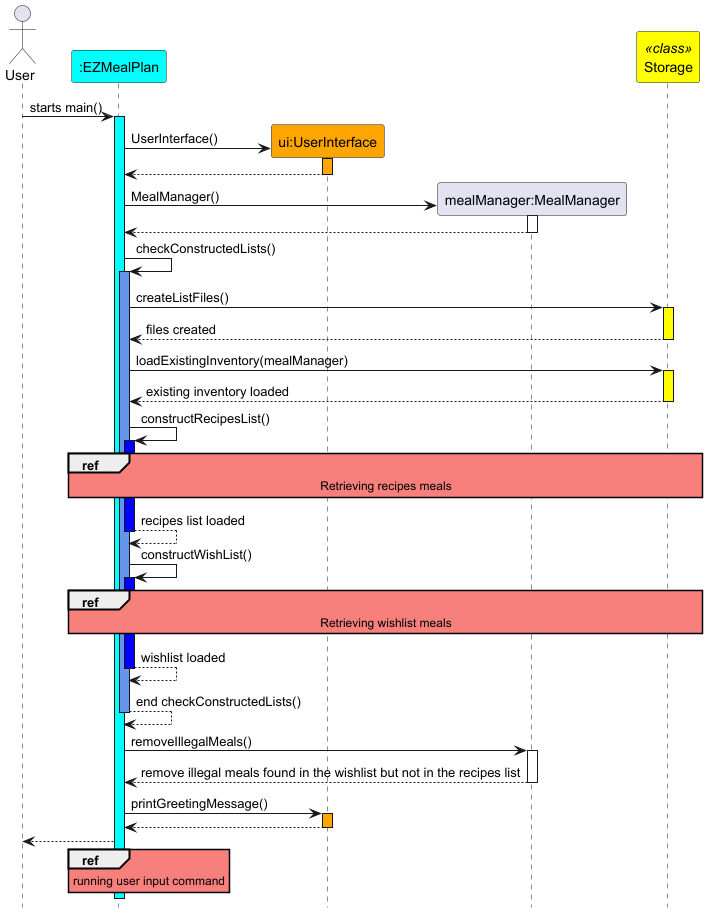 User
:EZMealPlan
«class»
Storage
starts main()
UserInterface()
ui:UserInterface
MealManager()
mealManager:MealManager
checkConstructedLists()
createListFiles()
files created
loadExistingInventory(mealManager)
existing inventory loaded
constructRecipesList()
ref
Retrieving recipes meals
recipes list loaded
constructWishList()
ref
Retrieving wishlist meals
wishlist loaded
end checkConstructedLists()
removeIllegalMeals()
remove illegal meals found in the wishlist but not in the recipes list
printGreetingMessage()
ref
running user input command